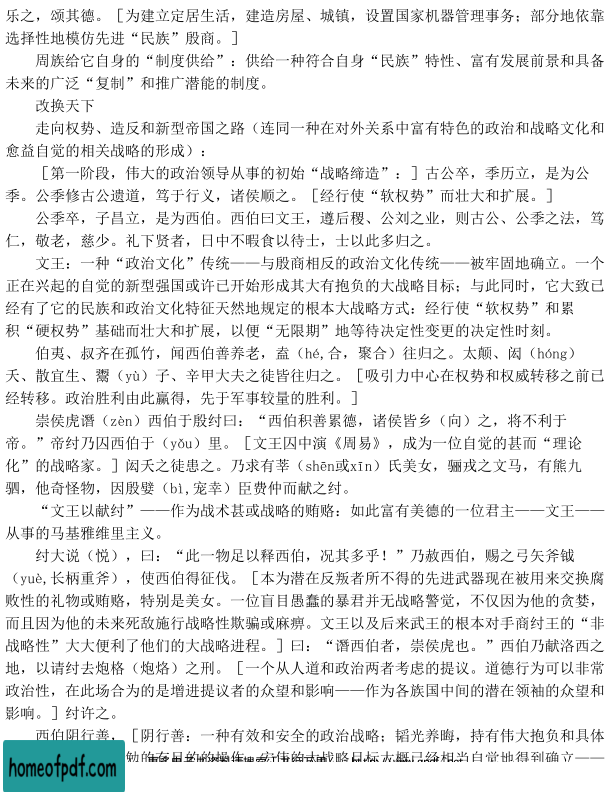 乐之，颂其德。［为建立定居生活，建造房屋、城镇，设置国家机器管理事务；部分地依靠
选择性地模仿先进“民族”殷商。］
周族给它自身的“制度供给”：供给一种符合自身“民族”特性、富有发展前景和具备
未来的广泛“复制”和推广潜能的制度。
改换天下
走向权势、造反和新型帝国之路（连同一种在对外关系中富有特色的政治和战略文化和
愈益自觉的相关战略的形成）：
［第一阶段，伟大的政治领导从事的初始“战略缔造”：］古公卒，季历立，是为公
季。公季修古公遗道，笃于行义，诸侯顺之。［经行使“软权势”而壮大和扩展。］
公季卒，子昌立，是为西伯。西伯曰文王，遵后稷、公刘之业，则古公、公季之法，笃
仁，敬老，慈少。礼下贤者，日中不暇食以待士，士以此多归之。
文王：一种“政治文化”传统——与殷商相反的政治文化传统——被牢固地确立。一个
正在兴起的自觉的新型强国或许已开始形成其大有抱负的大战略目标；与此同时，它大致已
经有了它的民族和政治文化特征天然地规定的根本大战略方式：经行使“软权势”和累
积“硬权势”基础而壮大和扩展，以便“无限期”地等待决定性变更的决定性时刻。
伯夷、叔齐在孤竹，闻西伯善养老，盍（hé,合，聚合）往归之。太颠、闳（hóng）
夭、散宜生、鬻（yù）子、辛甲大夫之徒皆往归之。［吸引力中心在权势和权威转移之前已
经转移。政治胜利由此赢得，先于军事较量的胜利。］
崇侯虎谮（zèn）西伯于殷纣曰：“西伯积善累德，诸侯皆乡（向）之，将不利于
帝。”帝纣乃囚西伯于（yǒu）里。［文王囚中演《周易》，成为一位自觉的甚而“理论
化”的战略家。］闳夭之徒患之。乃求有莘（shēn或xīn）氏美女，骊戎之文马，有熊九
驷，他奇怪物，因殷嬖（bì,宠幸）臣费仲而献之纣。
“文王以献纣”——作为战术甚或战略的贿赂：如此富有美德的一位君主——文王——
从事的马基雅维里主义。
纣大说（悦），曰：“此一物足以释西伯，况其多乎！”乃赦西伯，赐之弓矢斧钺
（yuè,长柄重斧），使西伯得征伐。［本为潜在反叛者所不得的先进武器现在被用来交换腐
败性的礼物或贿赂，特别是美女。一位盲目愚蠢的暴君并无战略警觉，不仅因为他的贪婪，
而且因为他的未来死敌施行战略性欺骗或麻痹。文王以及后来武王的根本对手商纣王的“非
战略性”大大便利了他们的大战略进程。］曰：“谮西伯者，崇侯虎也。”西伯乃献洛西之
地，以请纣去炮格（炮烙）之刑。［一个从人道和政治两者考虑的提议。道德行为可以非常
政治性，在此场合为的是增进提议者的众望和影响——作为各族国中间的潜在领袖的众望和
影响。］纣许之。
西伯阴行善，［阴行善：一种有效和安全的政治战略；韬光养晦，持有伟大抱负和具体
homeofpdf.com